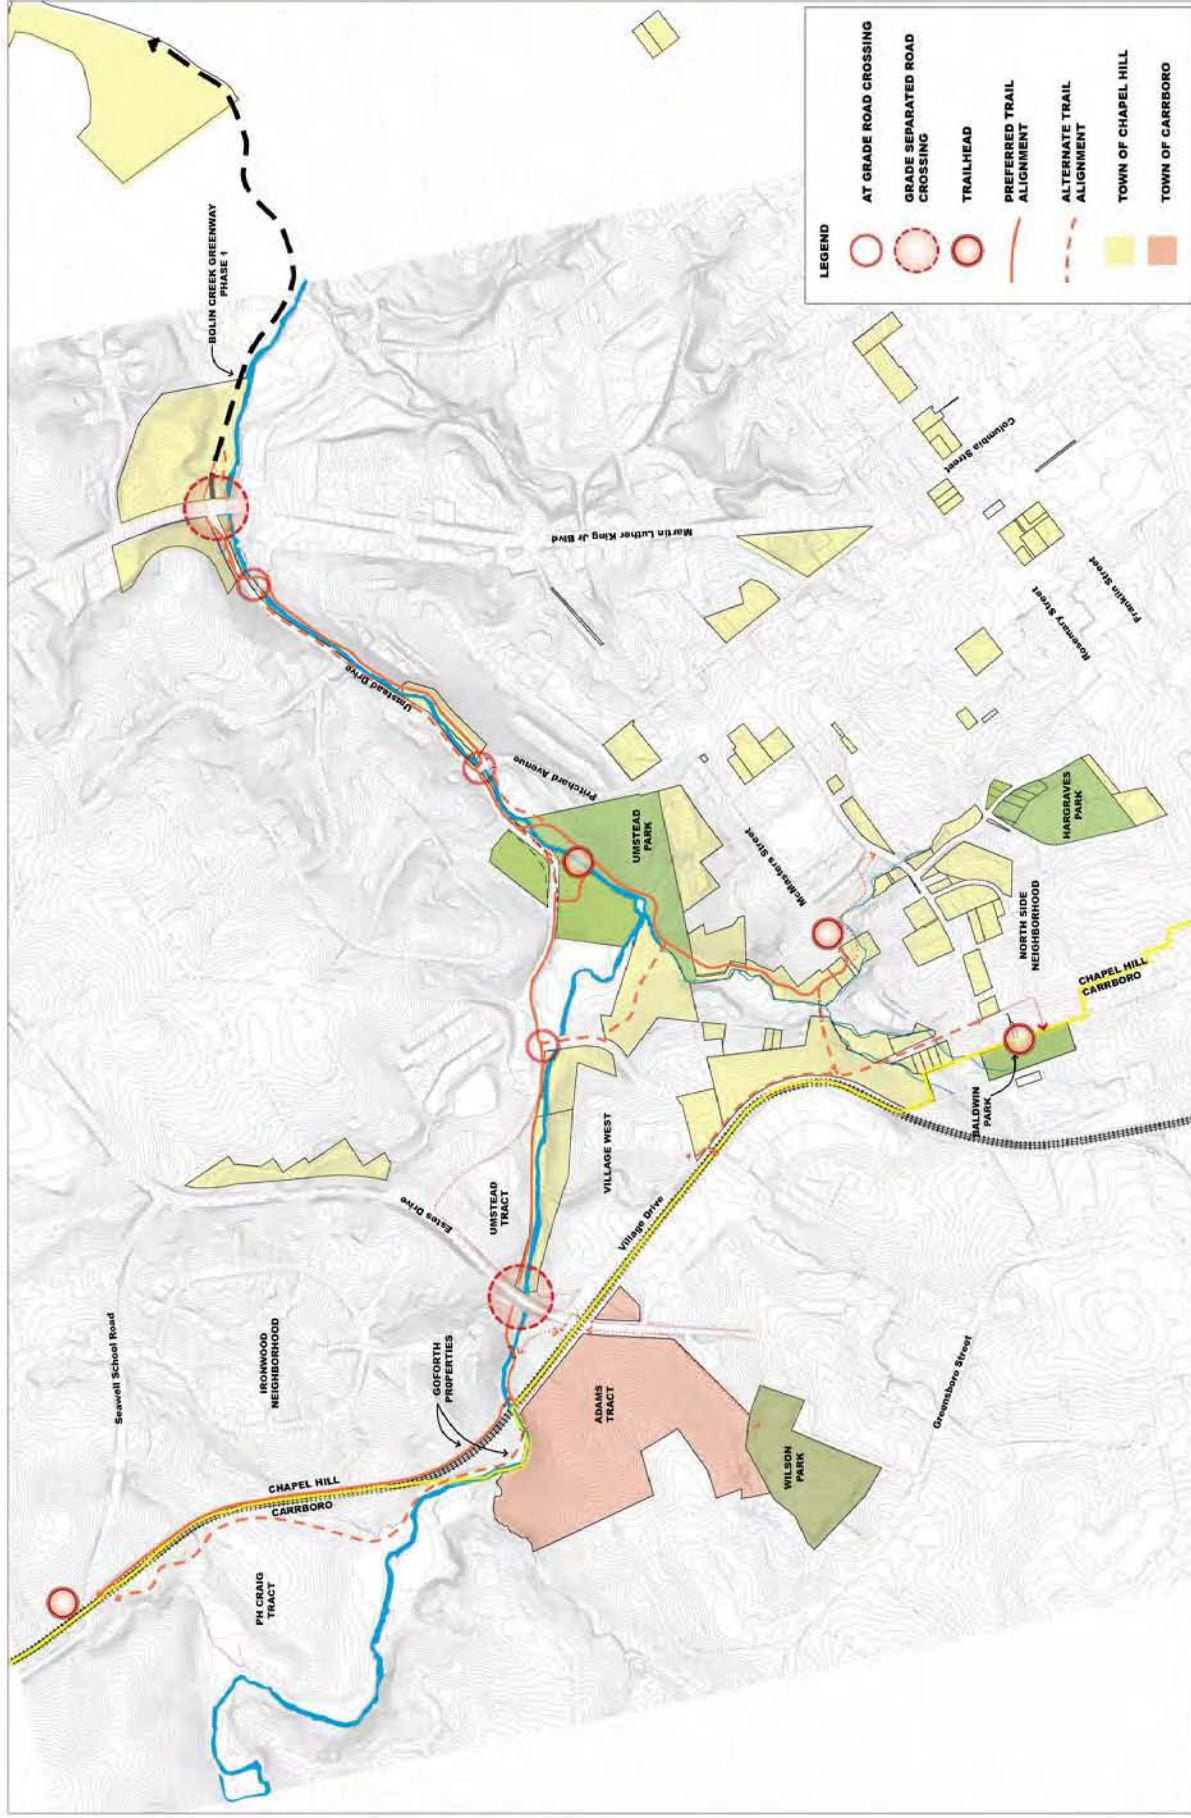 BOLIN CREEK GREENWAY
PHASE 1
LEGEND
AT GRADE ROAD CROSSING
GRADE SEPARATED ROAD
CROSSING
TRAILHEAD
PREFERRED TRAIL
ALIGNMENT
ALTERNATE TRAIL
ALIGNMENT
TOWN OF CHAPEL HILL
TOWN OF CARRBORO
Seawell School Road
IRONWOOD
NEIGHBORHOOD
GOFORTH
PROPERTIES
PH CRAIG
TRACT
CHAPEL HILL
CARRBORO
Estes Drive
UMSTEAD
TRACT
VILLAGE WEST
Village Drive
ADAMS
TRACT
WILSON
PARK
Greensboro Street
Umstead Drive
Pritchard Avenue
UMSTEAD
PARK
McMasters Street
Martin Luther King Jr Blvd
Columbia Street
Rosemary Street
Franklin Street
HARGRAVES
PARK
NORTH SIDE
NEIGHBORHOOD
CHAPEL HILL
CARRBORO
BALDWIN
PARK